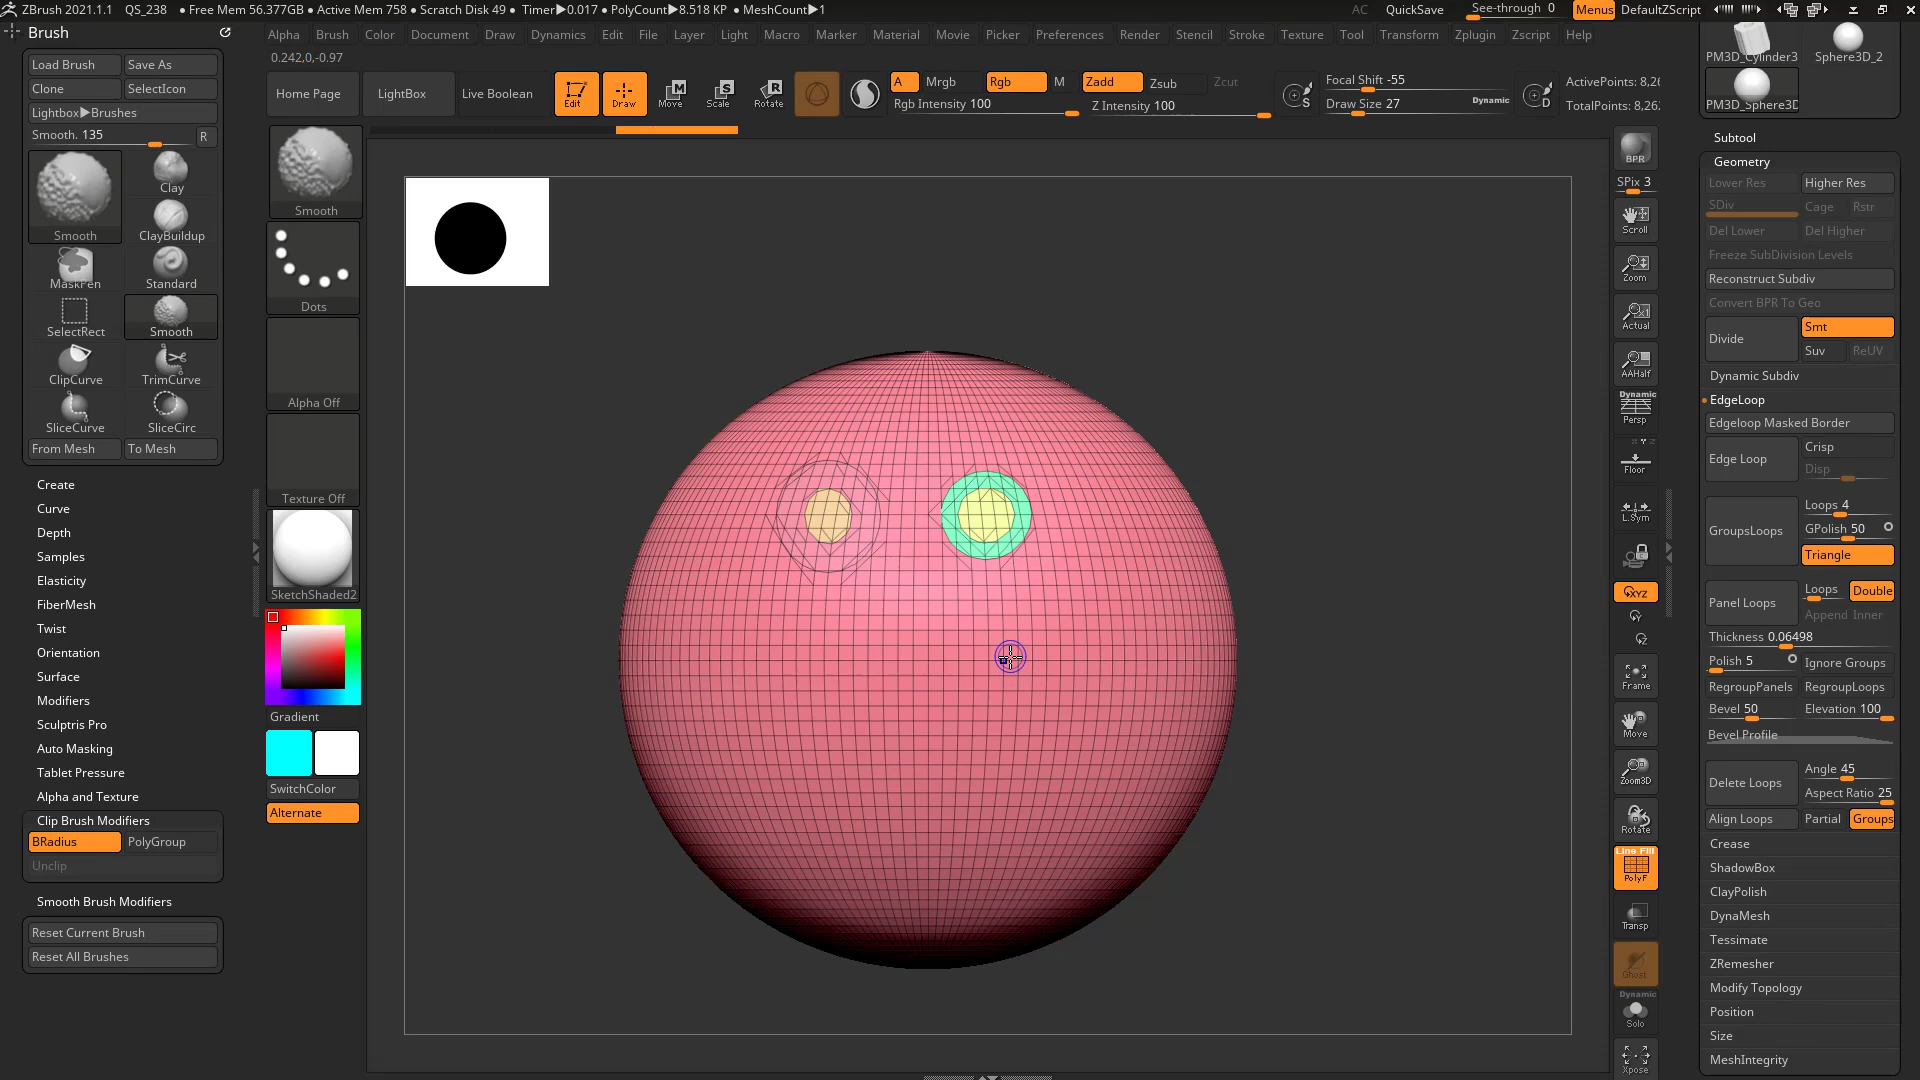 ZBrush 2021.1.1 QS_238 • Free Mem 56.377GB • Active Mem 758 • Scratch Disk 49 • Timer▶0.017 • PolyCount▶8.518 KP • MeshCount▶1 AC QuickSave See-through 0 Menus DefaultZScript
Brush
Alpha Brush Color Document Draw Dynamics Edit File Layer Light Macro Marker Material Movie Picker Preferences Render Stencil Stroke Texture Tool Transform Zplugin Zscript Help
0.242,0,-0.97
Load Brush Save As
Clone SelectIcon
Lightbox▶Brushes
Smooth. 135 R
Smooth
Clay
ClayBuildup
MaskPen Standard
SelectRect Smooth
ClipCurve TrimCurve
SliceCurve SliceCirc
From Mesh To Mesh
Create
Curve
Depth
Samples
Elasticity
FiberMesh
Twist
Orientation
Surface
Modifiers
Sculptris Pro
Auto Masking
Tablet Pressure
Alpha and Texture
Clip Brush Modifiers
BRadius PolyGroup
Unclip
Smooth Brush Modifiers
Reset Current Brush
Reset All Brushes
Home Page LightBox Live Boolean Edit Draw Move Scale Rotate
A Mrgb Rgb M Zadd Zsub Zcut
Rgb Intensity 100 Z Intensity 100
S Focal Shift -55
Draw Size 27 Dynamic
D ActivePoints: 8,26
TotalPoints: 8,262
Smooth
Dots
Alpha Off
Texture Off
SketchShaded2
Gradient
SwitchColor
Alternate
BPR
SPix 3
Scroll
Zoom
Actual
AAHalf
Dynamic
Persp
Floor
L.Sym
XYZ
Frame
Move
Zoom3D
Rotate
Line Fill
PolyF
Transp
Ghost
Dynamic
Solo
Xpose
PM3D_Cylinder3 Sphere3D_2
PM3D_Sphere3D
Subtool
Geometry
Lower Res Higher Res
SDiv Cage Rstr
Del Lower Del Higher
Freeze SubDivision Levels
Reconstruct Subdiv
Convert BPR To Geo
Divide Smt
Suv ReUV
Dynamic Subdiv
EdgeLoop
Edgeloop Masked Border
Edge Loop Crisp
Disp
GroupsLoops Loops 4
GPolish 50
Triangle
Panel Loops Loops Double
Append Inner
Thickness 0.06498
Polish 5 Ignore Groups
RegroupPanels RegroupLoops
Bevel 50 Elevation 100
Bevel Profile
Delete Loops Angle 45
Aspect Ratio 25
Align Loops Partial Groups
Crease
ShadowBox
ClayPolish
DynaMesh
Tessimate
ZRemesher
Modify Topology
Position
Size
MeshIntegrity